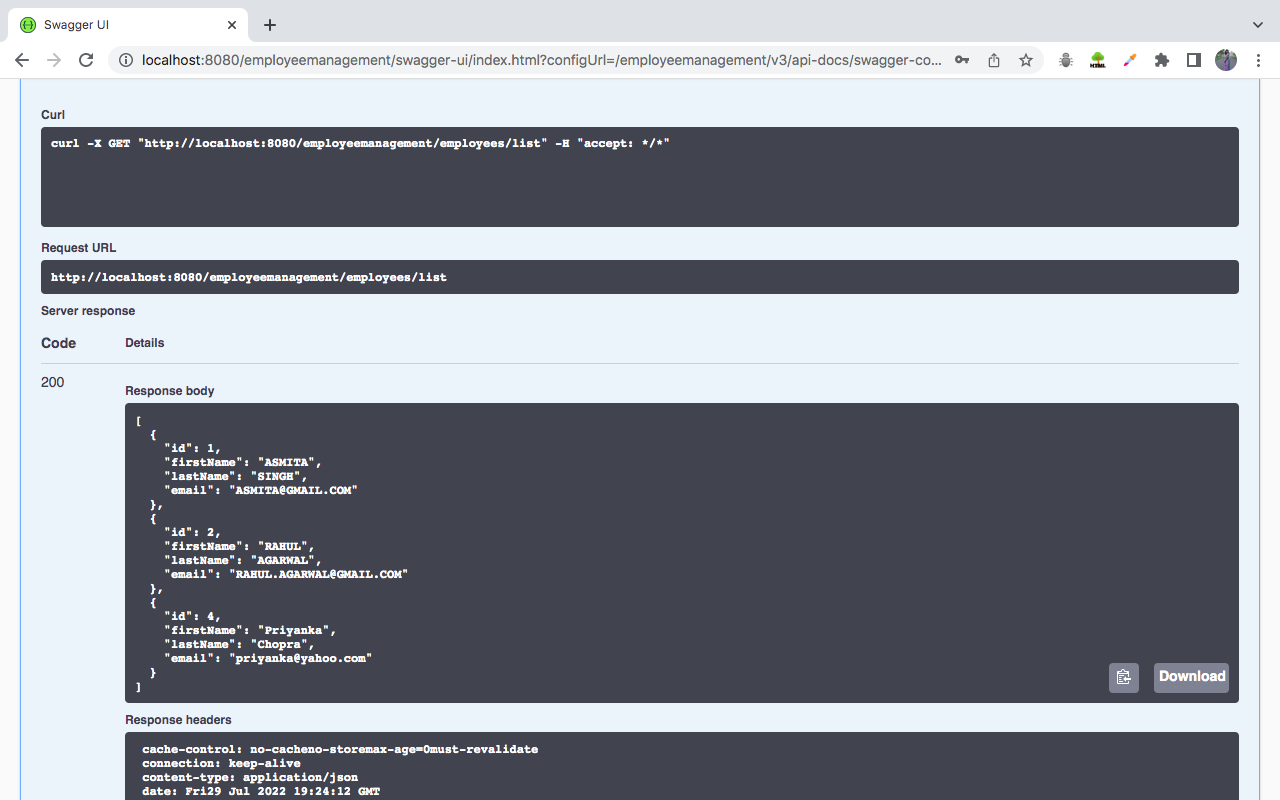 Swagger UI
localhost:8080/employeemanagement/swagger-ui/index.html?configUrl=/employeemanagement/v3/api-docs/swagger-co...
HTML
Curl
curl -X GET "http://localhost:8080/employeemanagement/employees/list" -H "accept: */*"
Request URL
http://localhost:8080/employeemanagement/employees/list
Server response
Code Details
200
Response body
[
  {
    "id": 1,
    "firstName": "ASMITA",
    "lastName": "SINGH",
    "email": "ASMITA@GMAIL.COM"
  },
  {
    "id": 2,
    "firstName": "RAHUL",
    "lastName": "AGARWAL",
    "email": "RAHUL.AGARWAL@GMAIL.COM"
  },
  {
    "id": 4,
    "firstName": "Priyanka",
    "lastName": "Chopra",
    "email": "priyanka@yahoo.com"
  }
]
Download
Response headers
cache-control: no-cacheno-storemax-age=0must-revalidate
connection: keep-alive
content-type: application/json
date: Fri29 Jul 2022 19:24:12 GMT